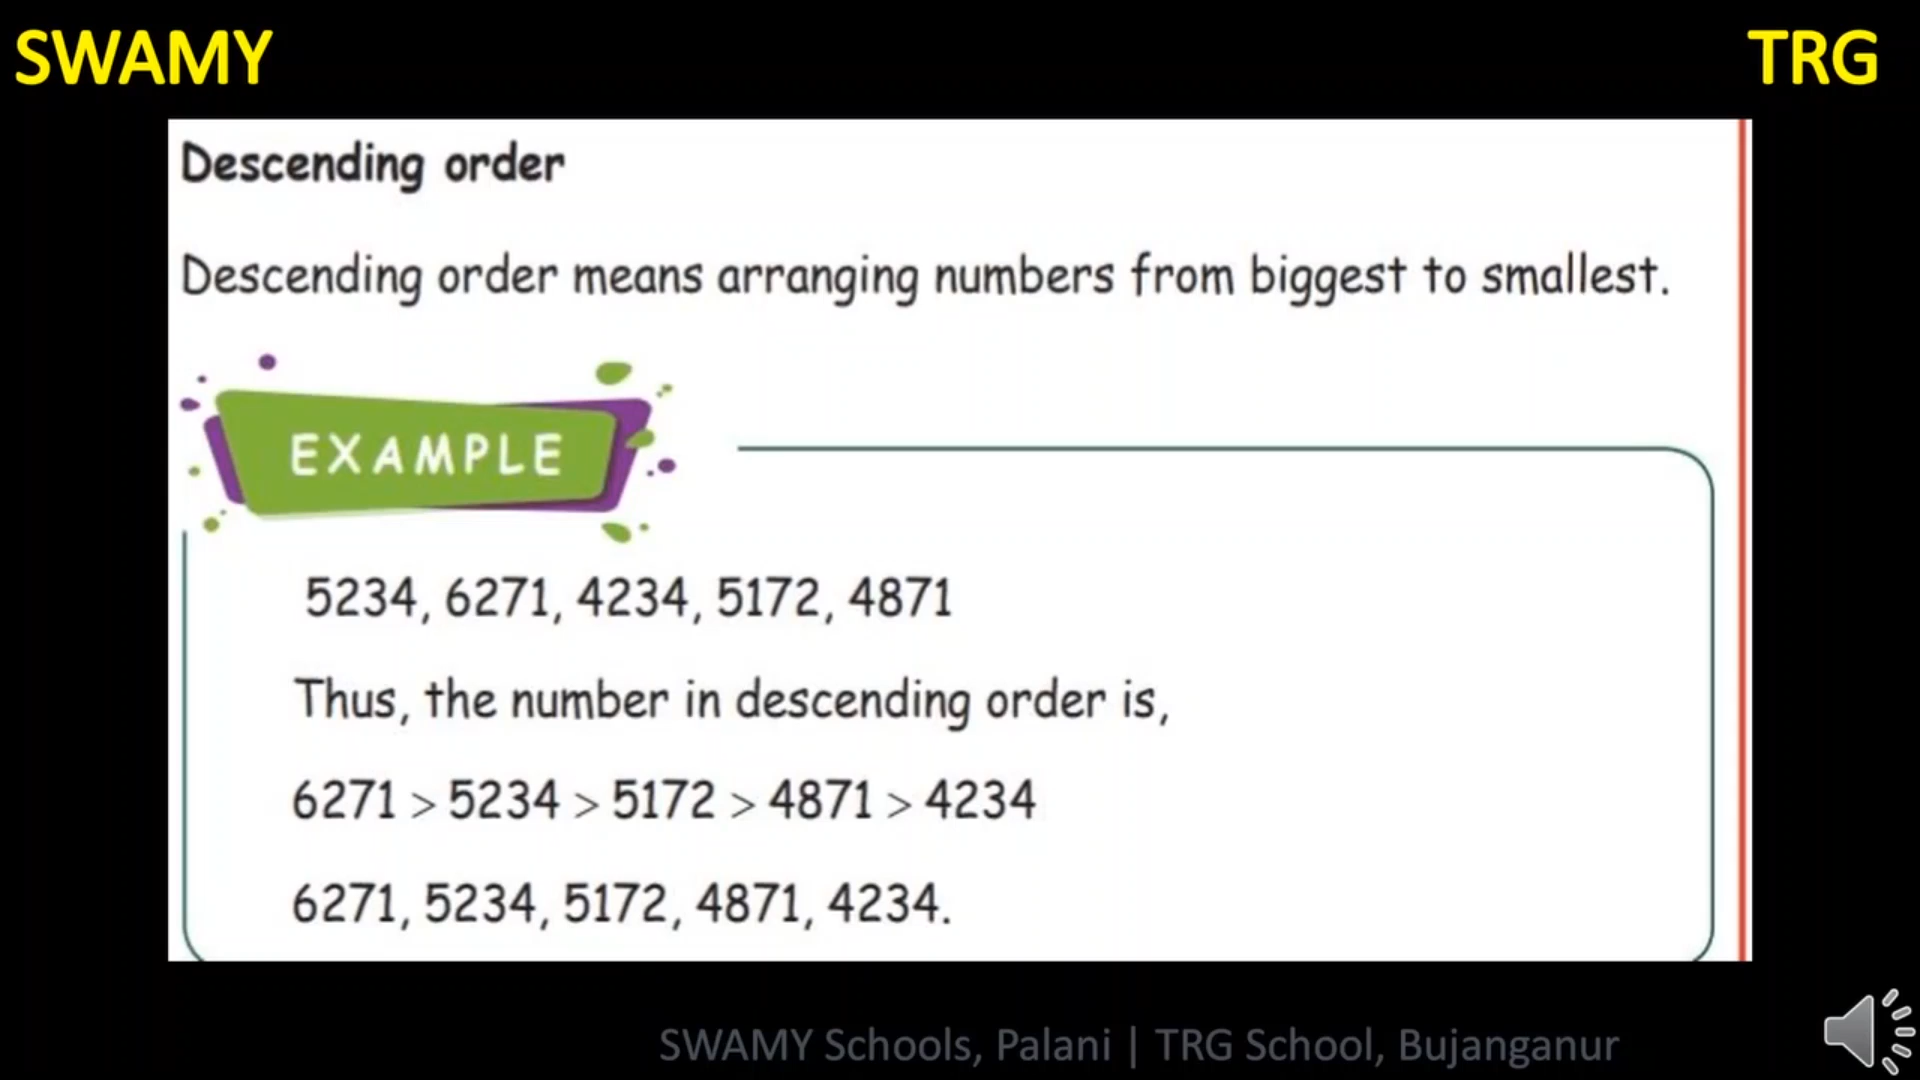 SWAMY
TRG
Descending order
Descending order means arranging numbers from biggest to smallest.
EXAMPLE
5234, 6271, 4234, 5172, 4871
Thus, the number in descending order is,
6271 > 5234 > 5172 > 4871 > 4234
6271, 5234, 5172, 4871, 4234.
SWAMY Schools, Palani | TRG School, Bujanganur